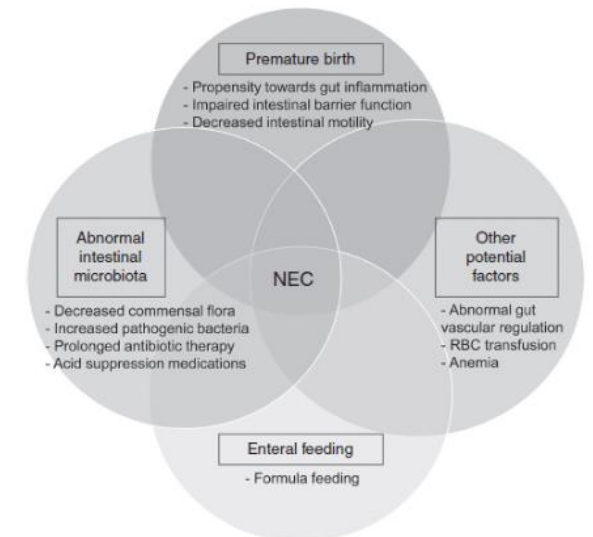 Premature birth
- Propensity towards gut inflammation
- Impaired intestinal barrier function
- Decreased intestinal motility
Abnormal
intestinal
microbiota
- Decreased commensal flora
- Increased pathogenic bacteria
- Prolonged antibiotic therapy
- Acid suppression medications
NEC
Other
potential
factors
- Abnormal gut
vascular regulation
- RBC transfusion
- Anemia
Enteral feeding
- Formula feeding